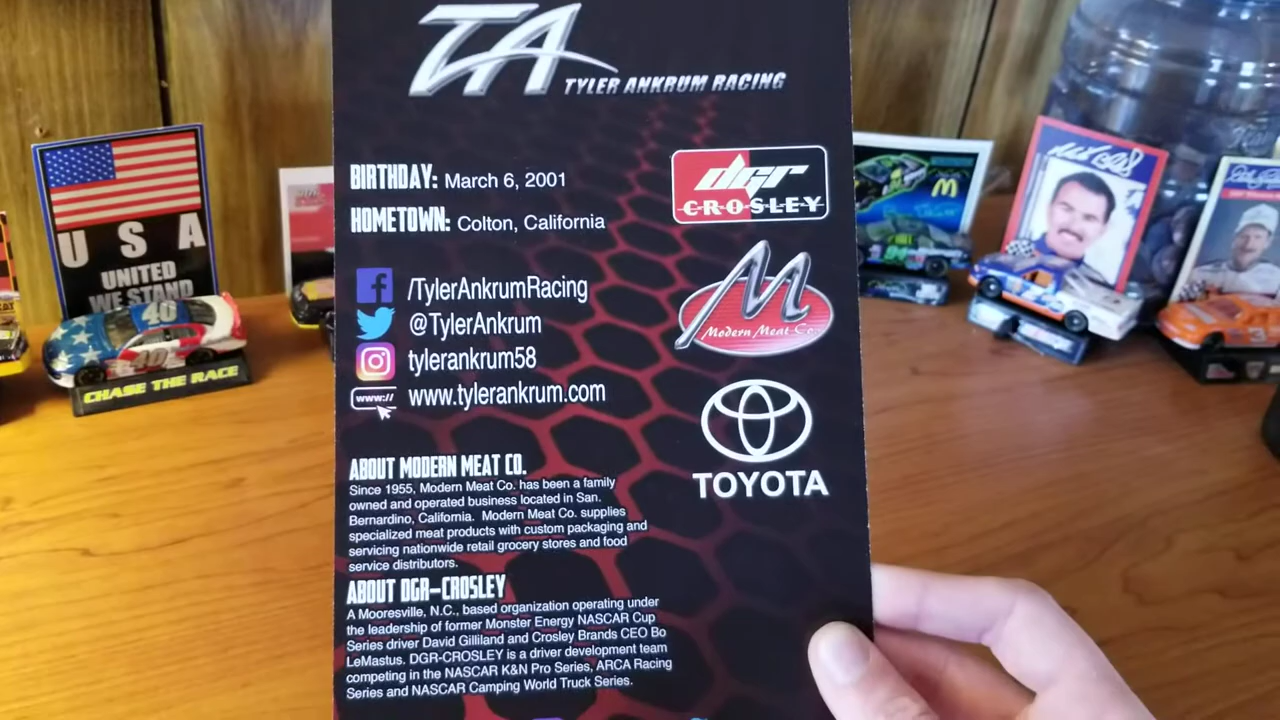 TA TYLER ANKRUM RACING
BIRTHDAY: March 6, 2001
HOMETOWN: Colton, California
dgr
CROSLEY
/TylerAnkrumRacing
@TylerAnkrum
tylerankrum58
www:// www.tylerankrum.com
M
Modern Meat Co.
TOYOTA
ABOUT MODERN MEAT CO.
Since 1955, Modern Meat Co. has been a family
owned and operated business located in San.
Bernardino, California. Modern Meat Co. supplies
specialized meat products with custom packaging and
servicing nationwide retail grocery stores and food
service distributors.
ABOUT DGR-CROSLEY
A Mooresville, N.C., based organization operating under
the leadership of former Monster Energy NASCAR Cup
Series driver David Gilliland and Crosley Brands CEO Bo
LeMastus. DGR-CROSLEY is a driver development team
competing in the NASCAR K&N Pro Series, ARCA Racing
Series and NASCAR Camping World Truck Series.
USA
UNITED
WE STAND
40
40
CHASE THE RACE
3